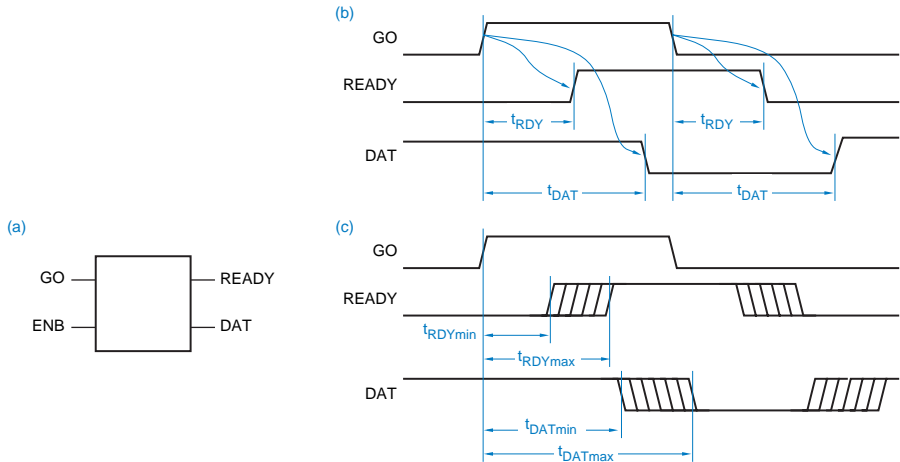 (a)
GO
READY
ENB
DAT
(b)
GO
READY
tRDY
tRDY
DAT
tDAT
tDAT
(c)
GO
READY
tRDYmin
tRDYmax
DAT
tDATmin
tDATmax